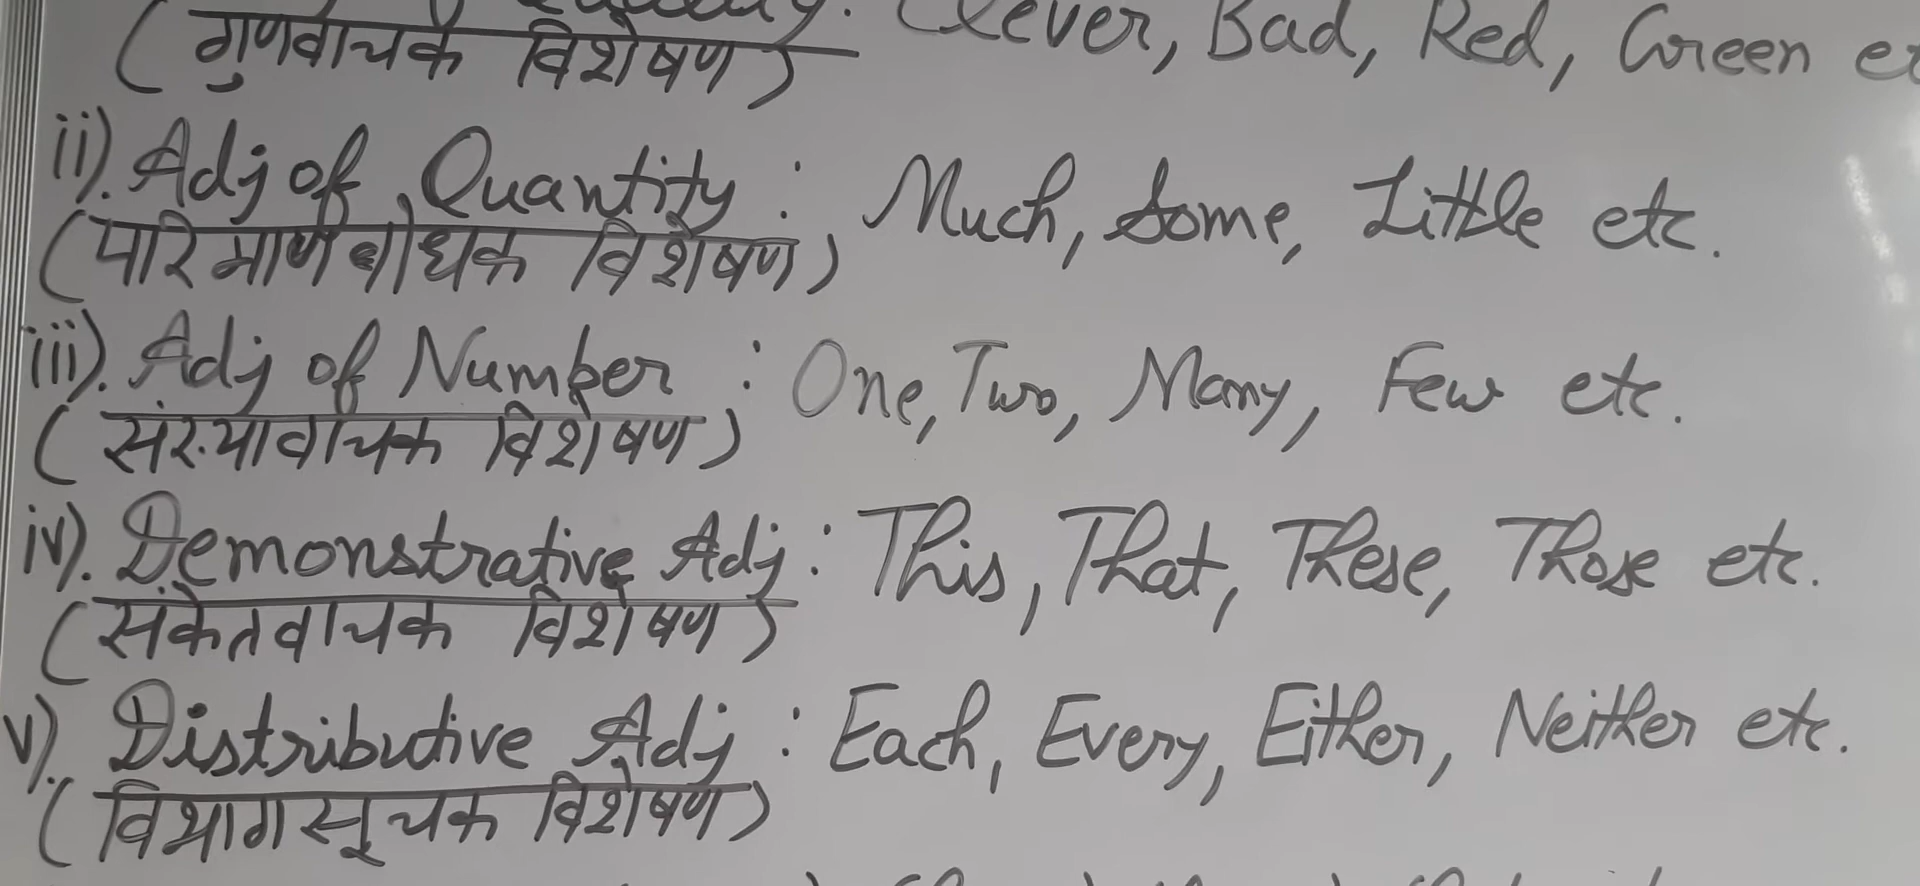 Clever, Bad, Red, Green
(गुणवाचक विशेषण)
ii). Adj of Quantity : Much, Some, Little etc.
(परिमाण बोधक विशेषण)
iii). Adj of Number : One, Two, Many, Few etc.
(संख्यावाचक विशेषण)
iv). Demonstrative Adj : This, That, These, Those etc.
(संकेतवाचक विशेषण)
v). Distributive Adj : Each, Every, Either, Neither etc.
(विभागसूचक विशेषण)